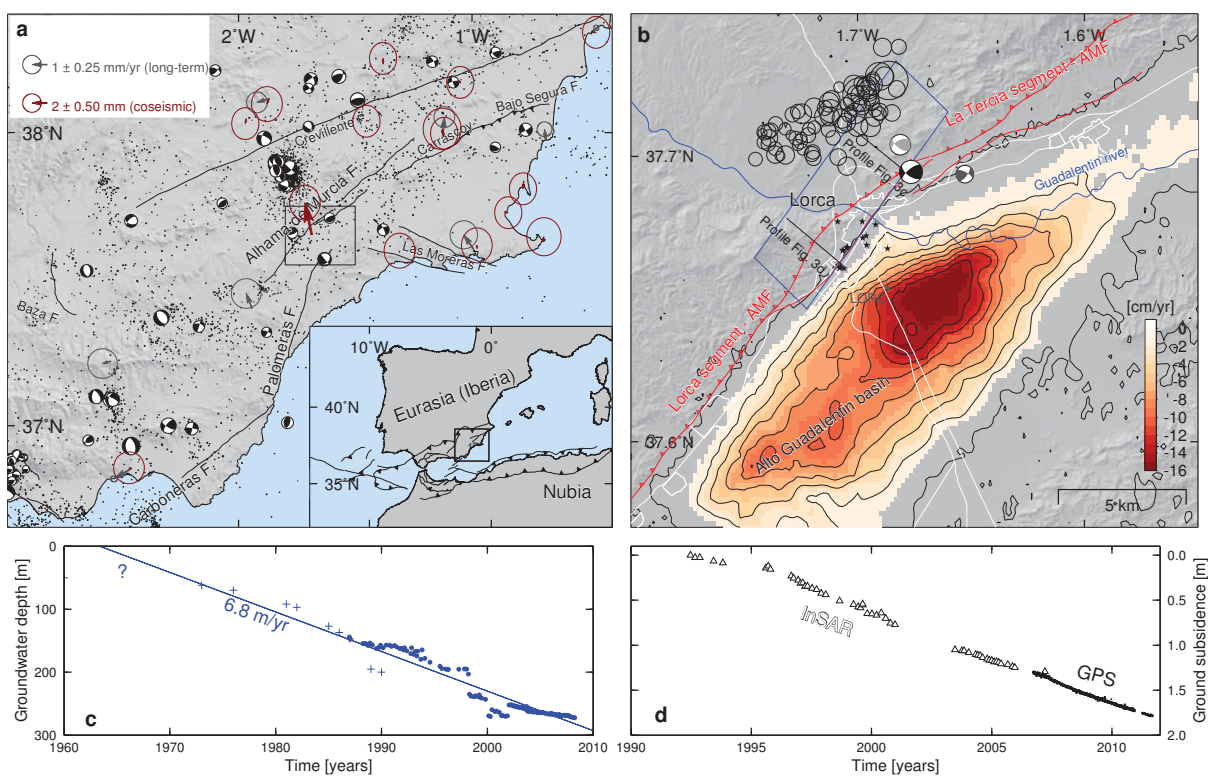 a
2°W
1°W
1 ± 0.25 mm/yr (long-term)
2 ± 0.50 mm (coseismic)
38°N
37°N
Crevillente F.
Bajo Segura F.
Carrascoy
Alhama de Murcia F.
Las Moreras F.
Baza F.
Palomeras F.
Carboneras F.
10°W
0°
40°N
35°N
Eurasia (Iberia)
Nubia
b
1.7°W
1.6°W
37.7°N
37.6°N
La Tercia segment - AMF
Profile Fig. 3c
Guadalentin river
Lorca
Profile Fig. 3d
LORC
Lorca segment - AMF
Alto Guadalentin basin
[cm/yr]
0
-2
-4
-6
-8
-10
-12
-14
-16
5 km
Groundwater depth [m]
0
100
200
300
?
6.8 m/yr
c
1960
1970
1980
1990
2000
2010
Time [years]
InSAR
GPS
d
0.0
0.5
1.0
1.5
2.0
Ground subsidence [m]
1990
1995
2000
2005
2010
Time [years]